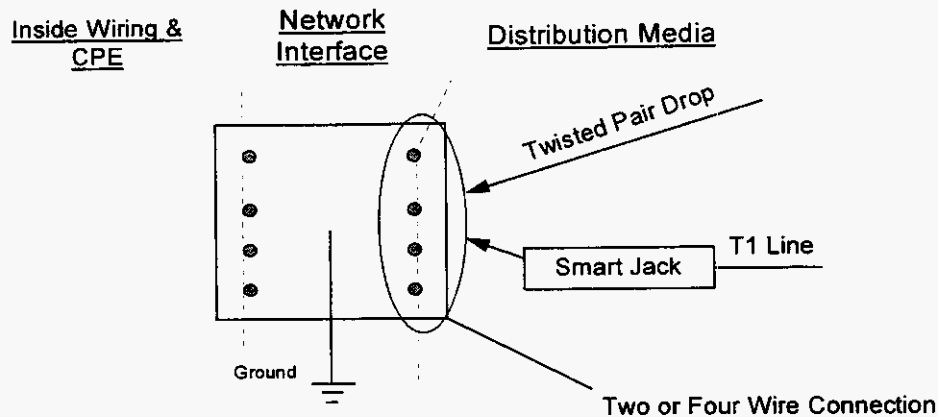 Inside Wiring &
CPE
Network
Interface
Distribution Media
Twisted Pair Drop
Smart Jack
T1 Line
Ground
Two or Four Wire Connection